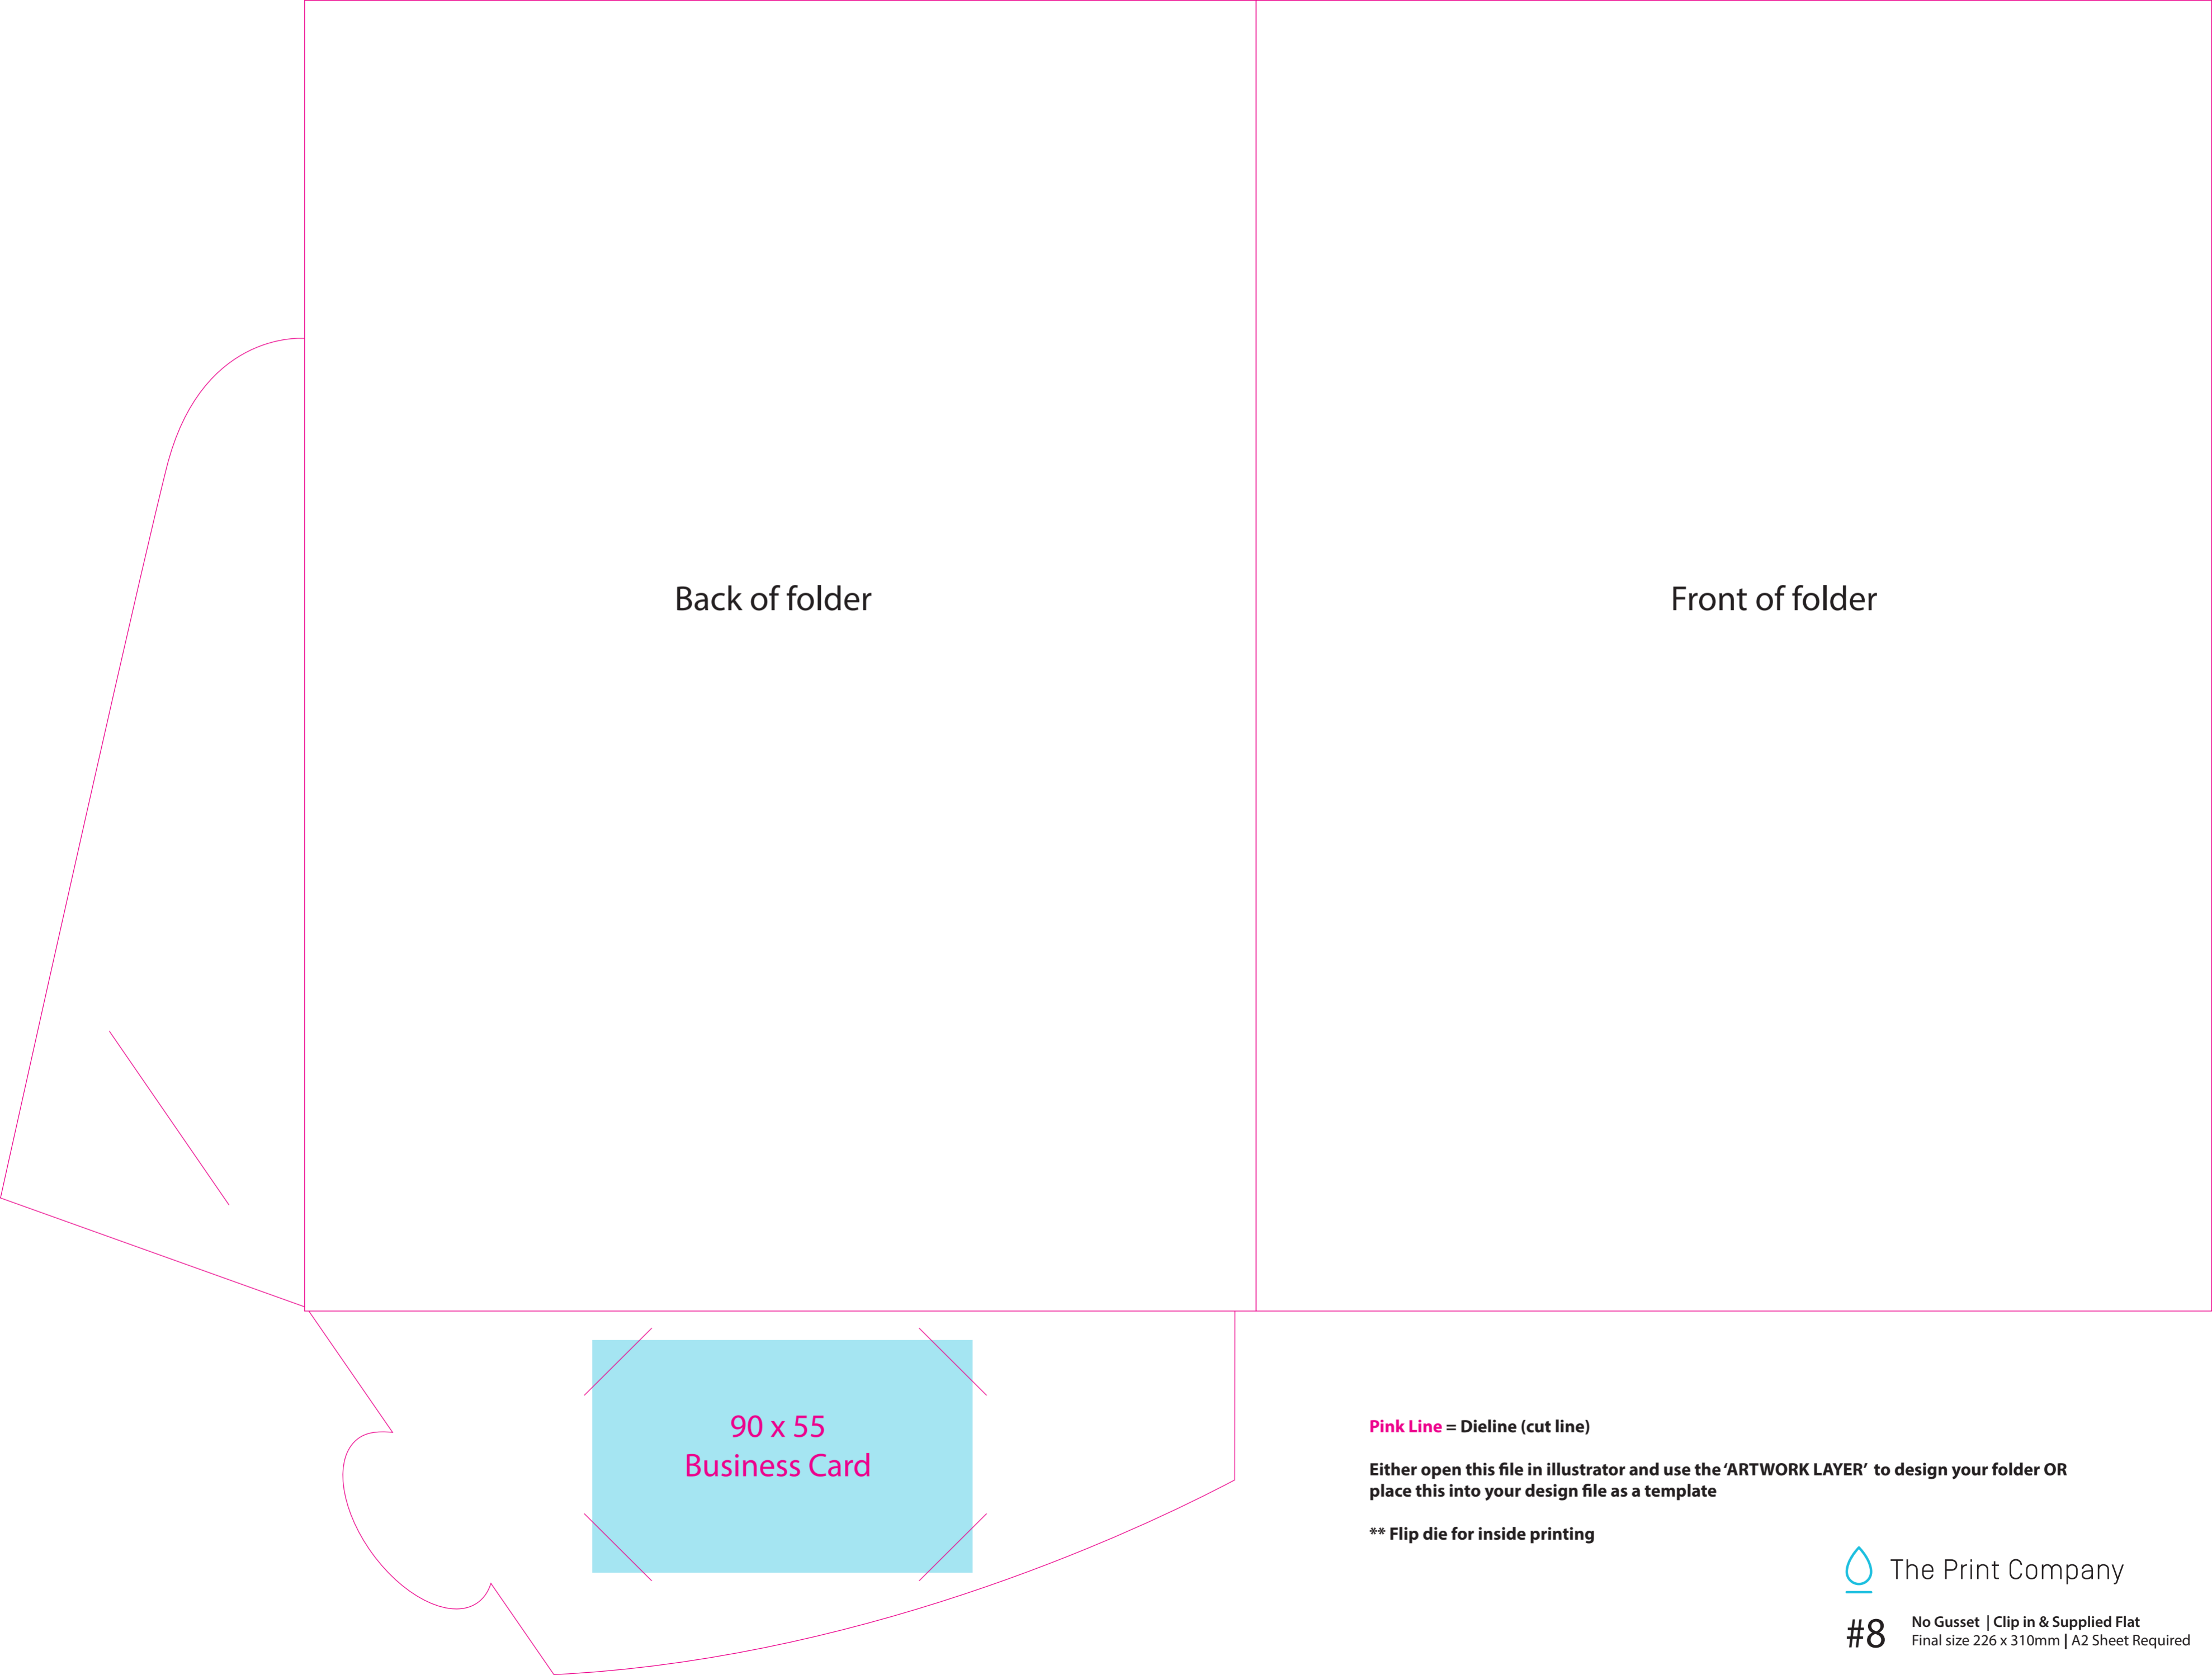 Back of folder
Front of folder
90 x 55
Business Card
Pink Line = Dieline (cut line)
Either open this file in illustrator and use the ‘ARTWORK LAYER’ to design your folder OR
place this into your design file as a template
** Flip die for inside printing
The Print Company
#8
No Gusset | Clip in & Supplied Flat
Final size 226 x 310mm | A2 Sheet Required